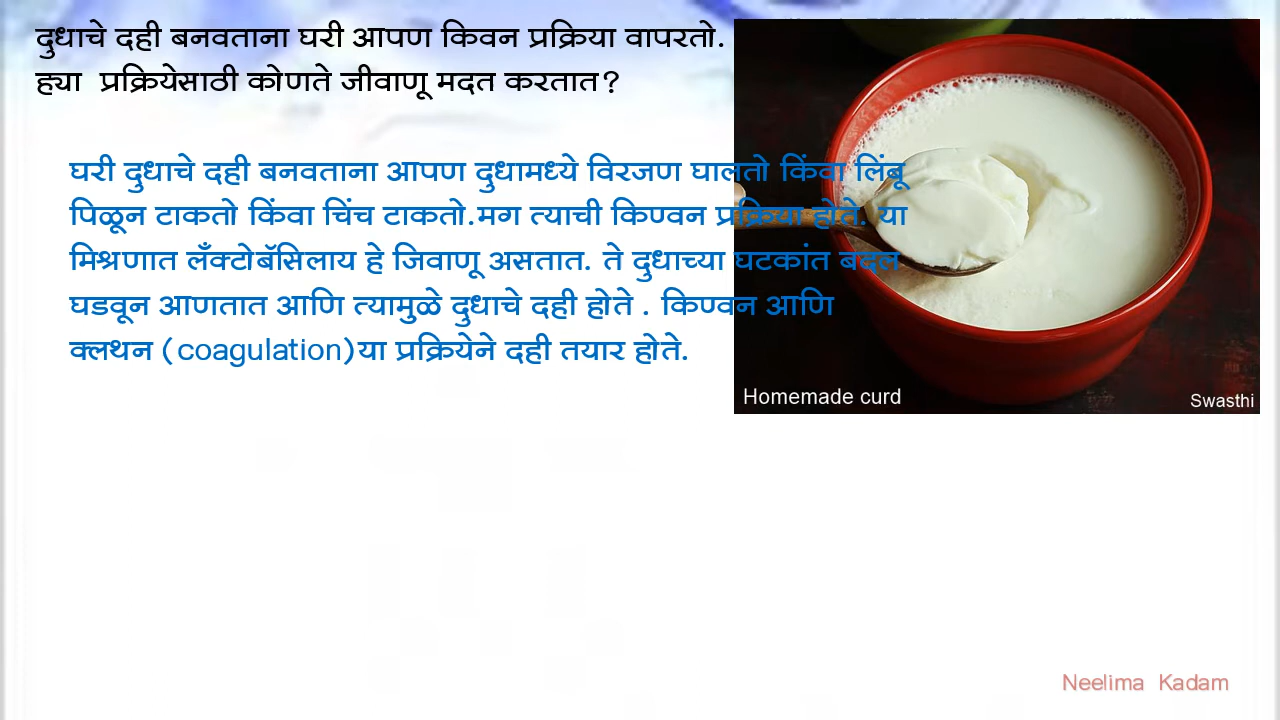 दुधाचे दही बनवताना घरी आपण किवन प्रक्रिया वापरतो.
ह्या प्रक्रियेसाठी कोणते जीवाणू मदत करतात?
घरी दुधाचे दही बनवताना आपण दुधामध्ये विरजण घालतो किंवा लिंबू
पिळून टाकतो किंवा चिंच टाकतो.मग त्याची किण्वन प्रक्रिया होते. या
मिश्रणात लँक्टोबॅसिलाय हे जिवाणू असतात. ते दुधाच्या घटकांत बदल
घडवून आणतात आणि त्यामुळे दुधाचे दही होते . किण्वन आणि
क्लथन (coagulation)या प्रक्रियेने दही तयार होते.
Homemade curd
Swasthi
Neelima Kadam